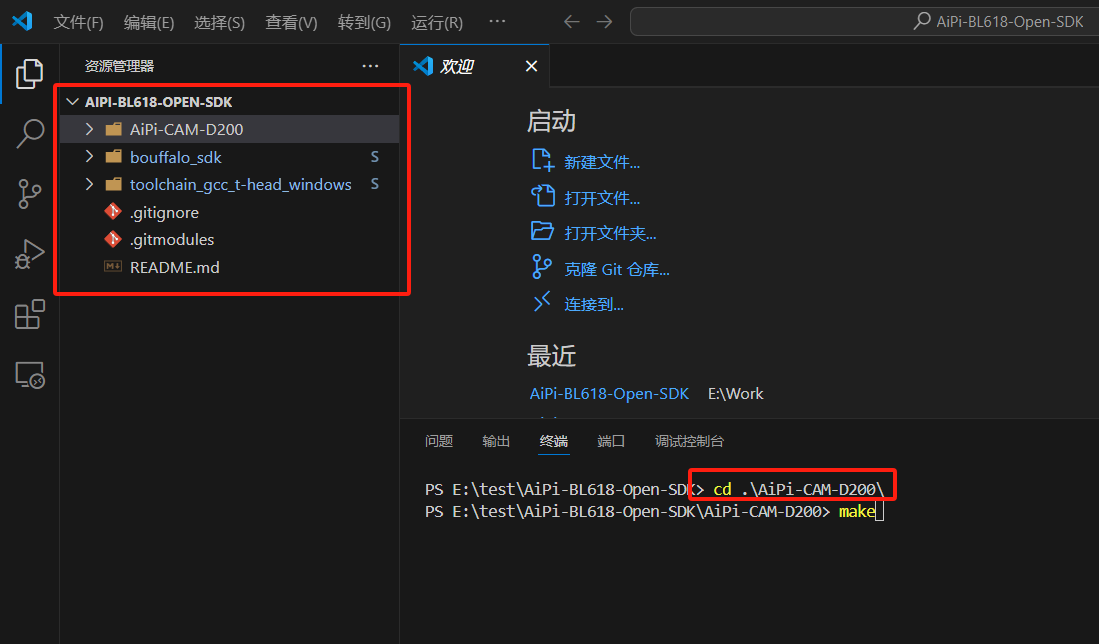 文件(F) 编辑(E) 选择(S) 查看(V) 转到(G) 运行(R) ··· AiPi-BL618-Open-SDK
资源管理器 ···
欢迎
AIPI-BL618-OPEN-SDK
AiPi-CAM-D200
bouffalo_sdk S
toolchain_gcc_t-head_windows S
.gitignore
.gitmodules
README.md
启动
新建文件...
打开文件...
打开文件夹...
克隆 Git 仓库...
连接到...
最近
AiPi-BL618-Open-SDK E:\Work
问题 输出 终端 端口 调试控制台
PS E:\test\AiPi-BL618-Open-SDK> cd .\AiPi-CAM-D200\
PS E:\test\AiPi-BL618-Open-SDK\AiPi-CAM-D200> make